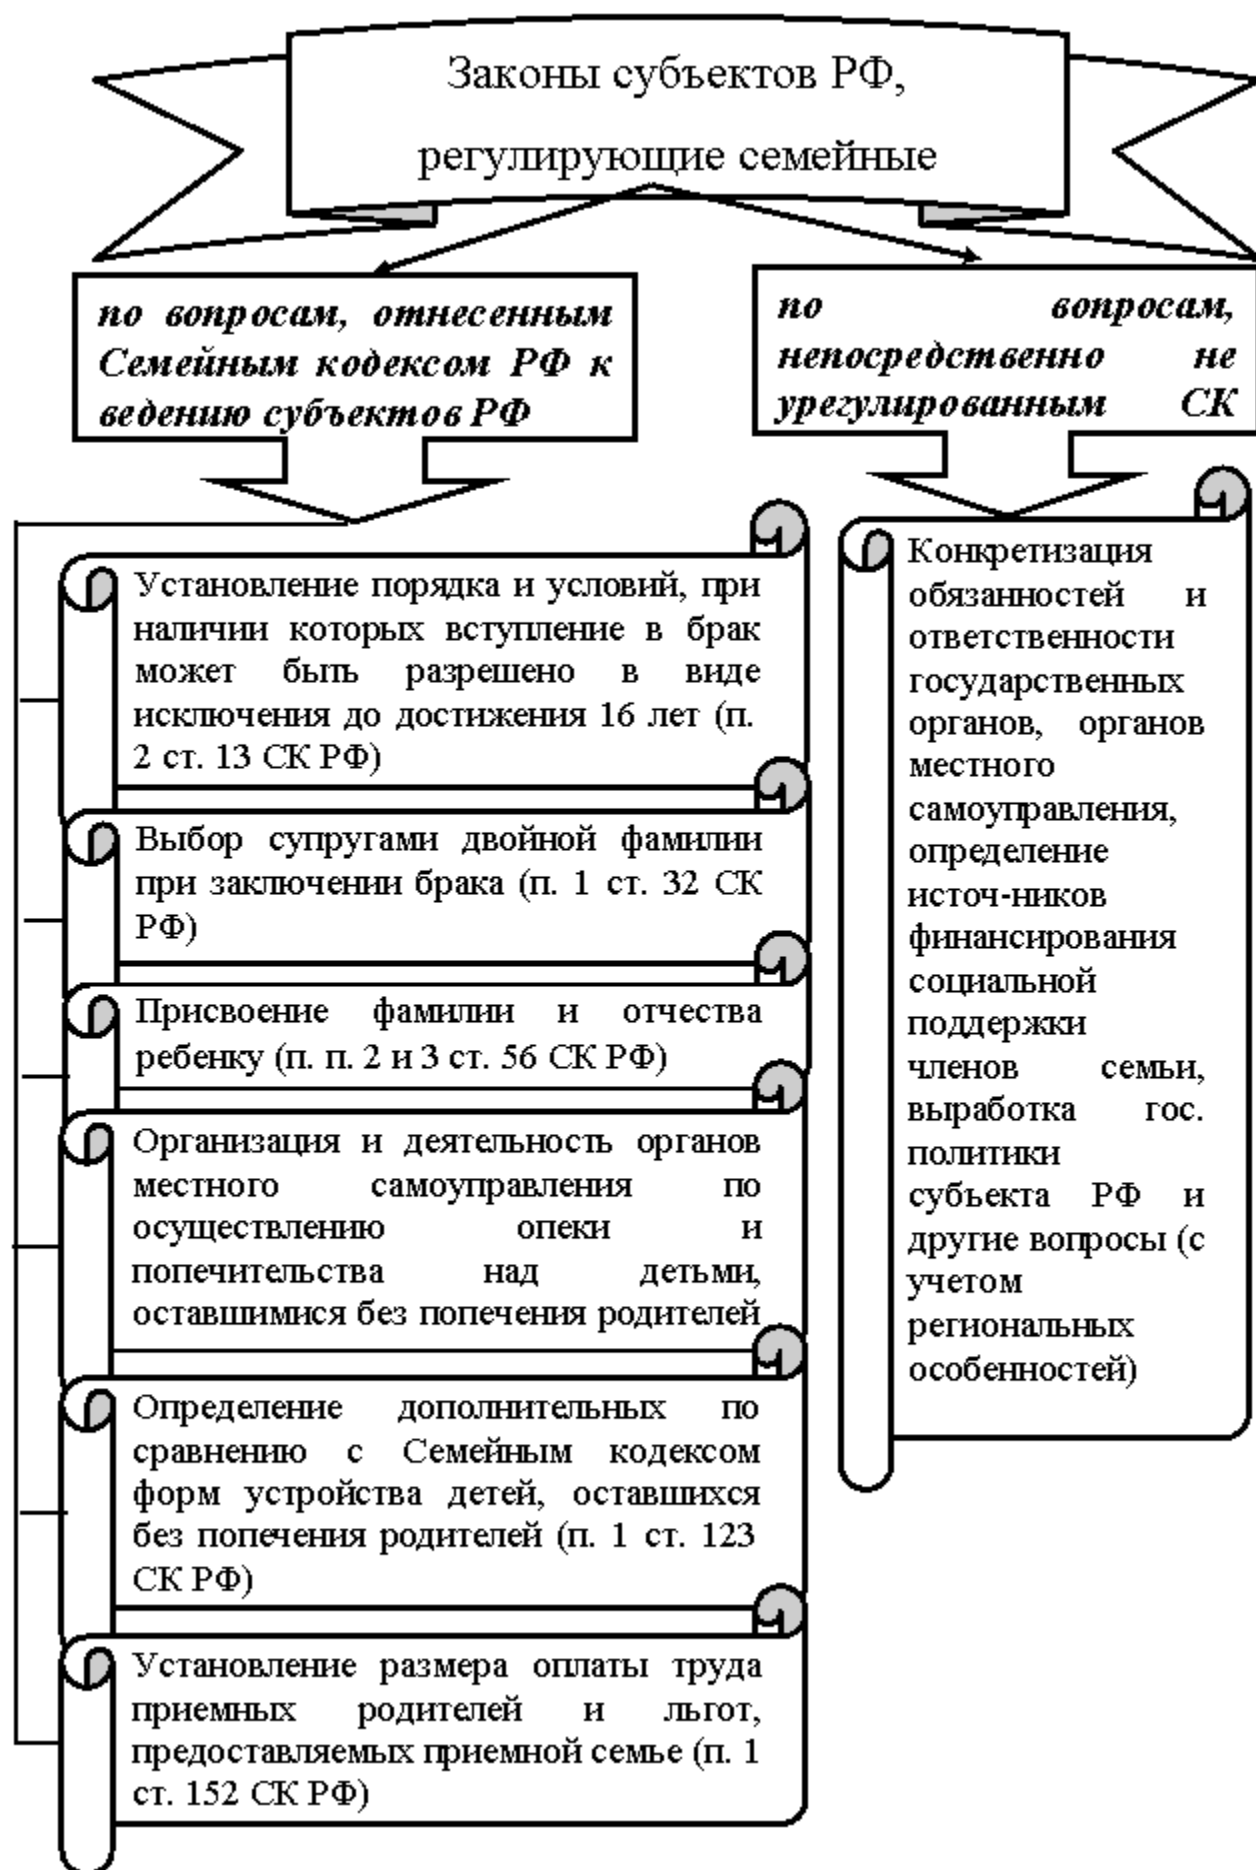 Законы субъектов РФ,
регулирующие семейные
по вопросам, отнесенным
Семейным кодексом РФ к
ведению субъектов РФ
по вопросам,
непосредственно не
урегулированным СК
Установление порядка и условий, при
наличии которых вступление в брак
может быть разрешено в виде
исключения до достижения 16 лет (п.
2 ст. 13 СК РФ)
Выбор супругами двойной фамилии
при заключении брака (п. 1 ст. 32 СК
РФ)
Присвоение фамилии и отчества
ребенку (п. п. 2 и 3 ст. 56 СК РФ)
Организация и деятельность органов
местного самоуправления по
осуществлению опеки и
попечительства над детьми,
оставшимися без попечения родителей
Определение дополнительных по
сравнению с Семейным кодексом
форм устройства детей, оставшихся
без попечения родителей (п. 1 ст. 123
СК РФ)
Установление размера оплаты труда
приемных родителей и льгот,
предоставляемых приемной семье (п. 1
ст. 152 СК РФ)
Конкретизация
обязанностей и
ответственности
государственных
органов, органов
местного
самоуправления,
определение
источ-ников
финансирования
социальной
поддержки
членов семьи,
выработка гос.
политики
субъекта РФ и
другие вопросы (с
учетом
региональных
особенностей)